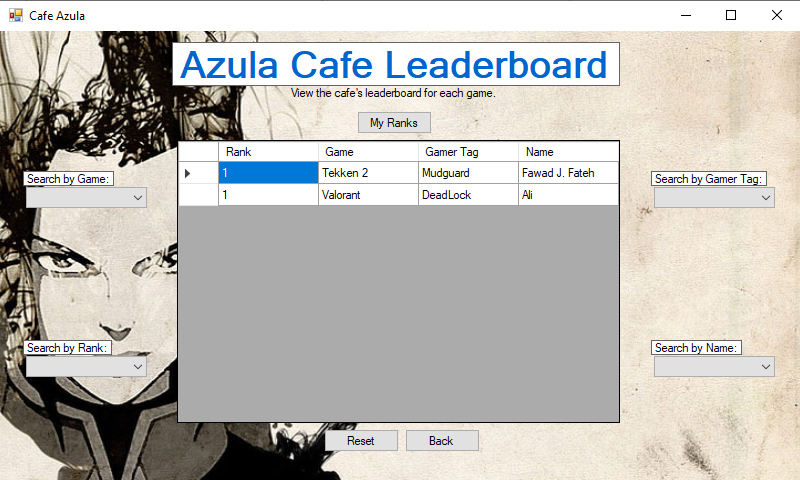 Cafe Azula
Azula Cafe Leaderboard
View the cafe's leaderboard for each game.
My Ranks
Rank Game Gamer Tag Name
1 Tekken 2 Mudguard Fawad J. Fateh
1 Valorant DeadLock Ali
Search by Game:
Search by Gamer Tag:
Search by Rank:
Search by Name:
Reset Back